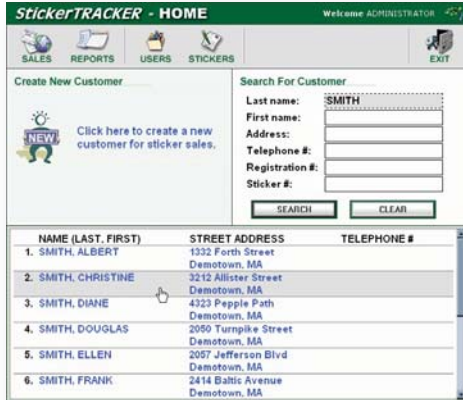 StickerTRACKER - HOME
Welcome ADMINISTRATOR
SALES REPORTS USERS STICKERS EXIT
Create New Customer
NEW
Click here to create a new
customer for sticker sales.
Search For Customer
Last name: SMITH
First name:
Address:
Telephone #:
Registration #:
Sticker #:
SEARCH CLEAR
NAME (LAST, FIRST) STREET ADDRESS TELEPHONE #
1. SMITH, ALBERT 1332 Forth Street
Demotown, MA
2. SMITH, CHRISTINE 3212 Allister Street
Demotown, MA
3. SMITH, DIANE 4323 Pepple Path
Demotown, MA
4. SMITH, DOUGLAS 2050 Turnpike Street
Demotown, MA
5. SMITH, ELLEN 2057 Jefferson Blvd
Demotown, MA
6. SMITH, FRANK 2414 Baltic Avenue
Demotown, MA